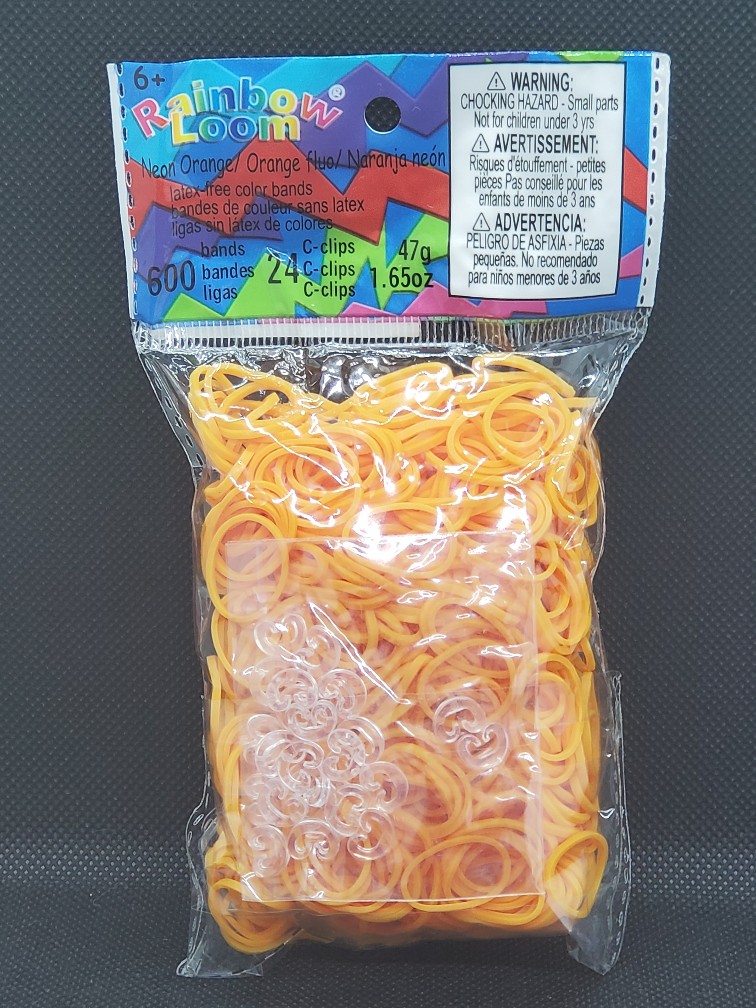 6+
Rainbow®
Loom
Neon Orange/ Orange fluo/ Naranja neón
latex-free color bands
bandes de couleur sans latex
ligas sin látex de colores
600 bands bandes ligas
24 C-clips C-clips C-clips
47g
1.65oz
⚠ WARNING:
CHOCKING HAZARD - Small parts
Not for children under 3 yrs
⚠ AVERTISSEMENT:
Risques d'étouffement - petites
pièces Pas conseillé pour les
enfants de moins de 3 ans
⚠ ADVERTENCIA:
PELIGRO DE ASFIXIA - Piezas
pequeñas. No recomendado
para niños menores de 3 años